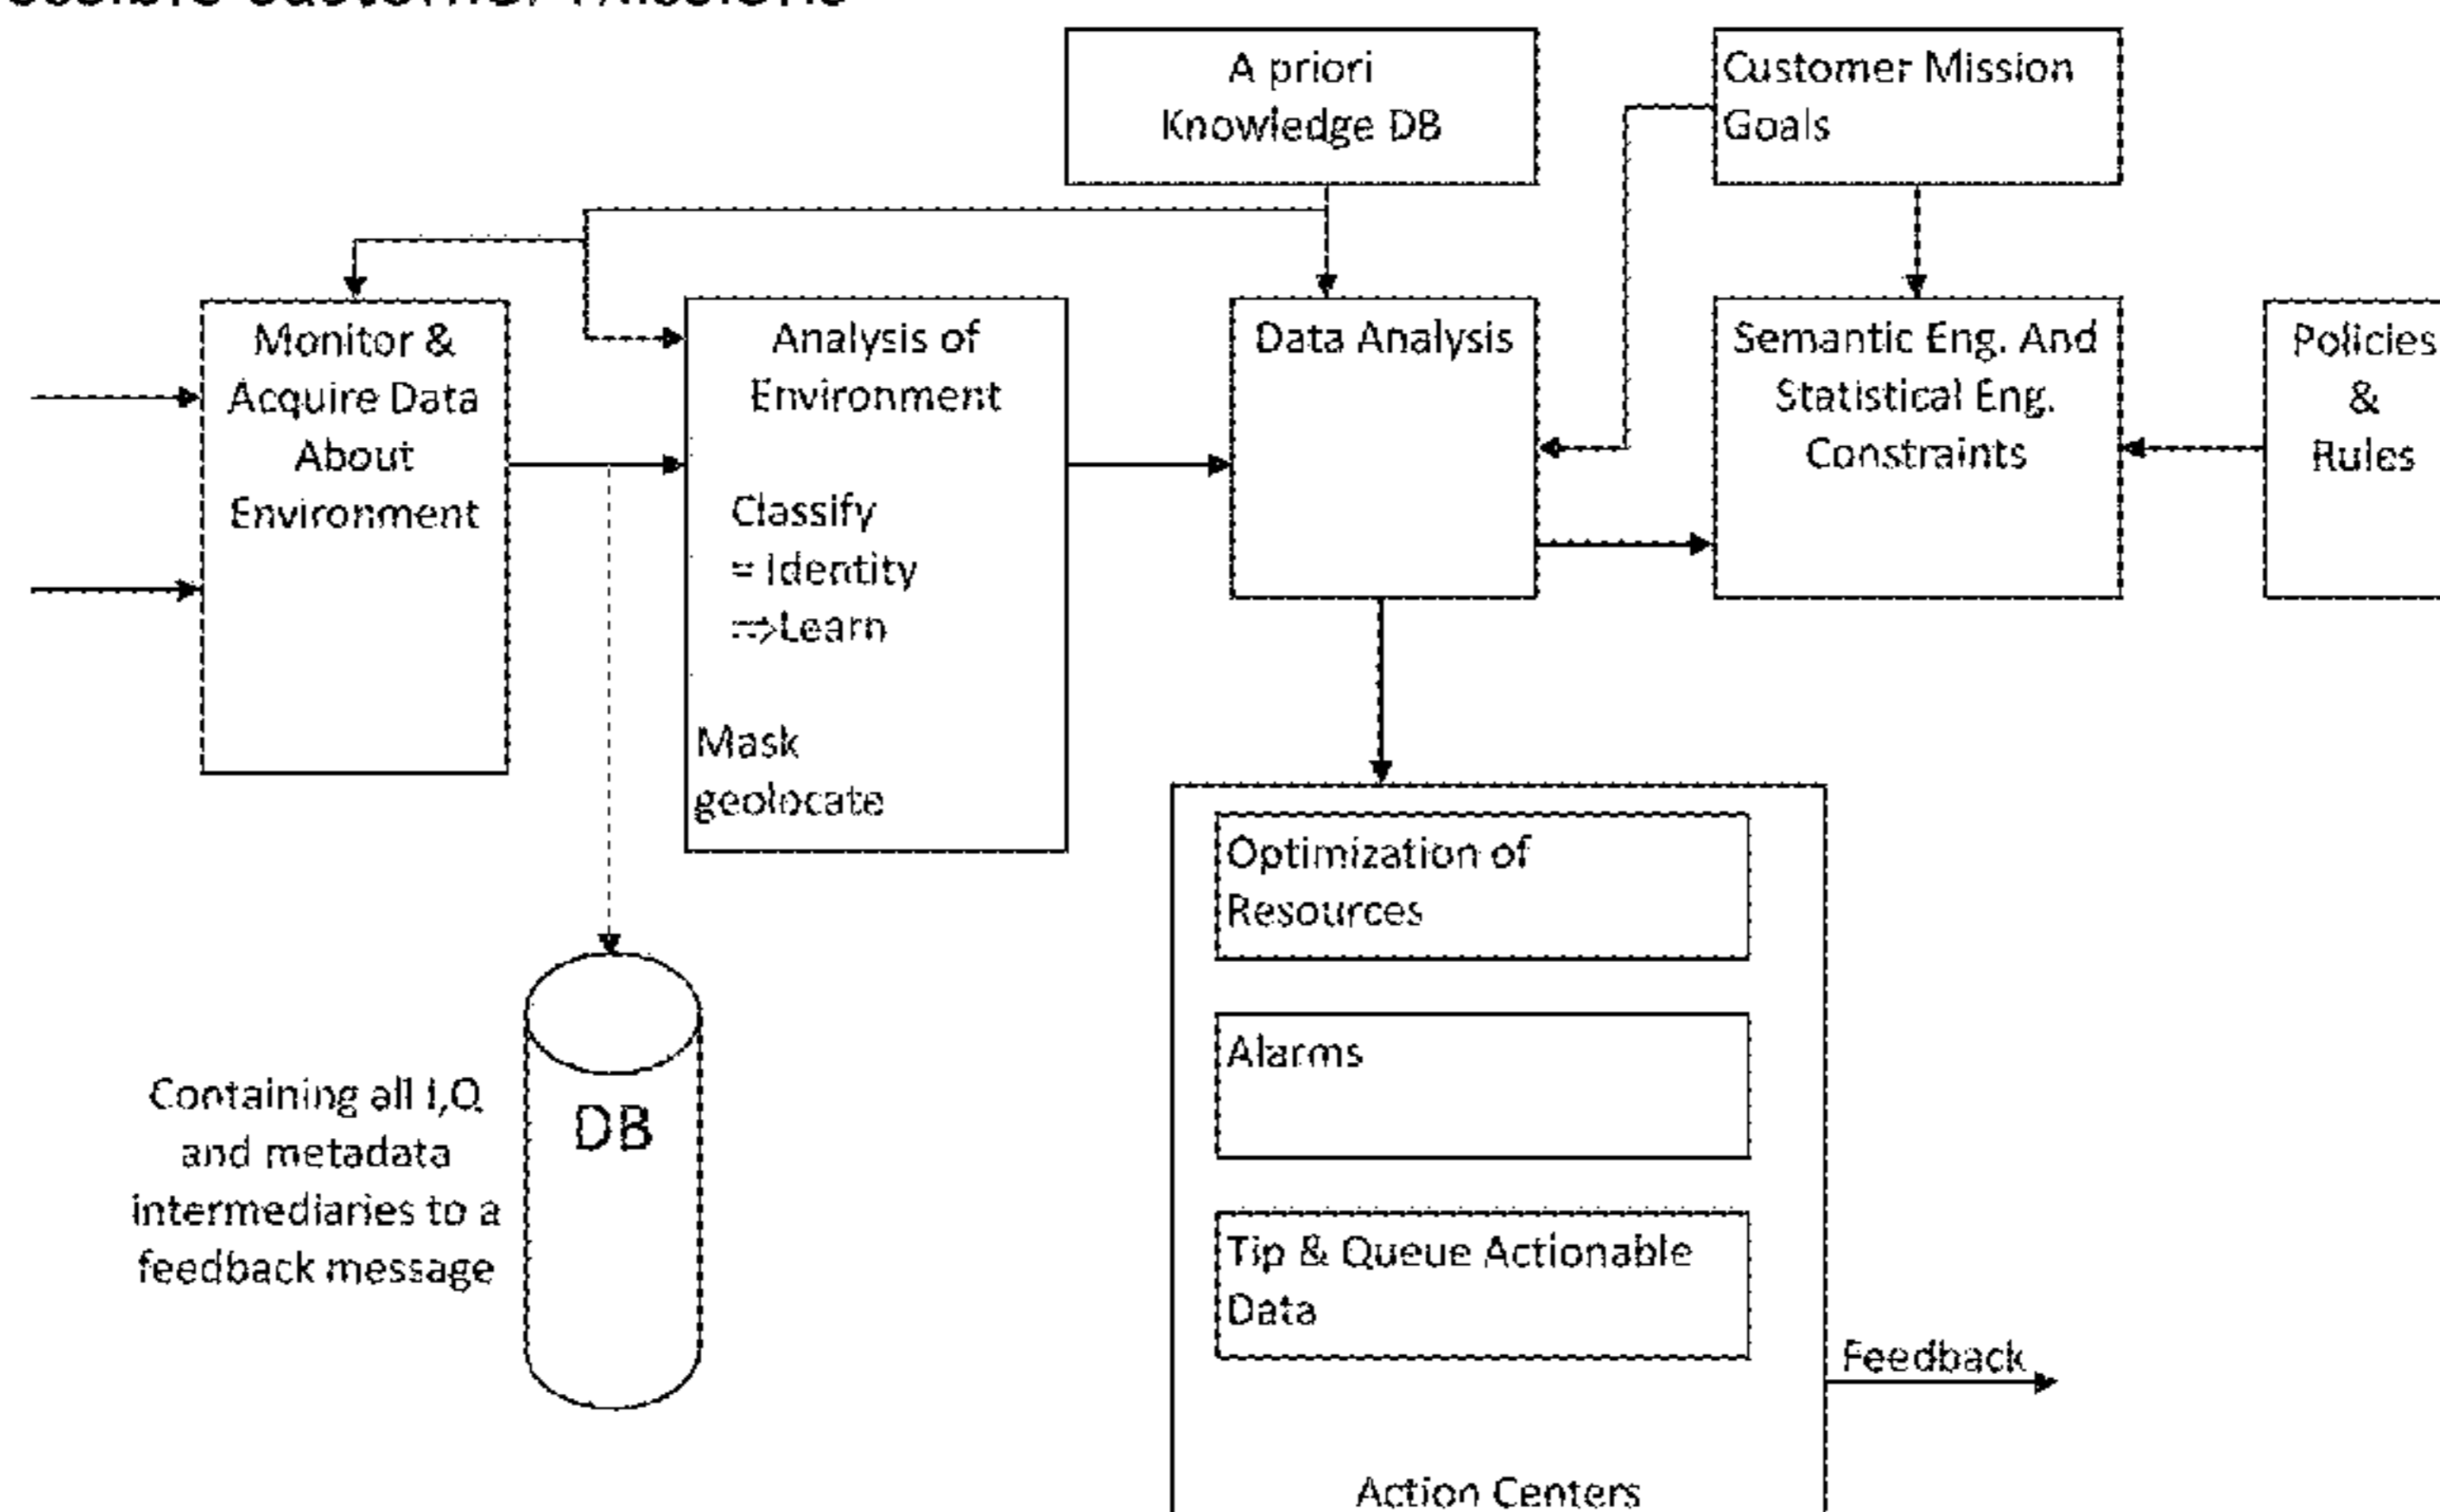 A priori
Knowledge DB
Customer Mission
Goals
Monitor &
Acquire Data
About
Environment
Analysis of
Environment
Classify
= Identity
⇒Learn
Mask
geolocate
Data Analysis
Semantic Eng. And
Statistical Eng.
Constraints
Policies
&
Rules
Optimization of
Resources
Alarms
Tip & Queue Actionable
Data
Action Centers
Feedback
DB
Containing all I,Q
and metadata
intermediaries to a
feedback message